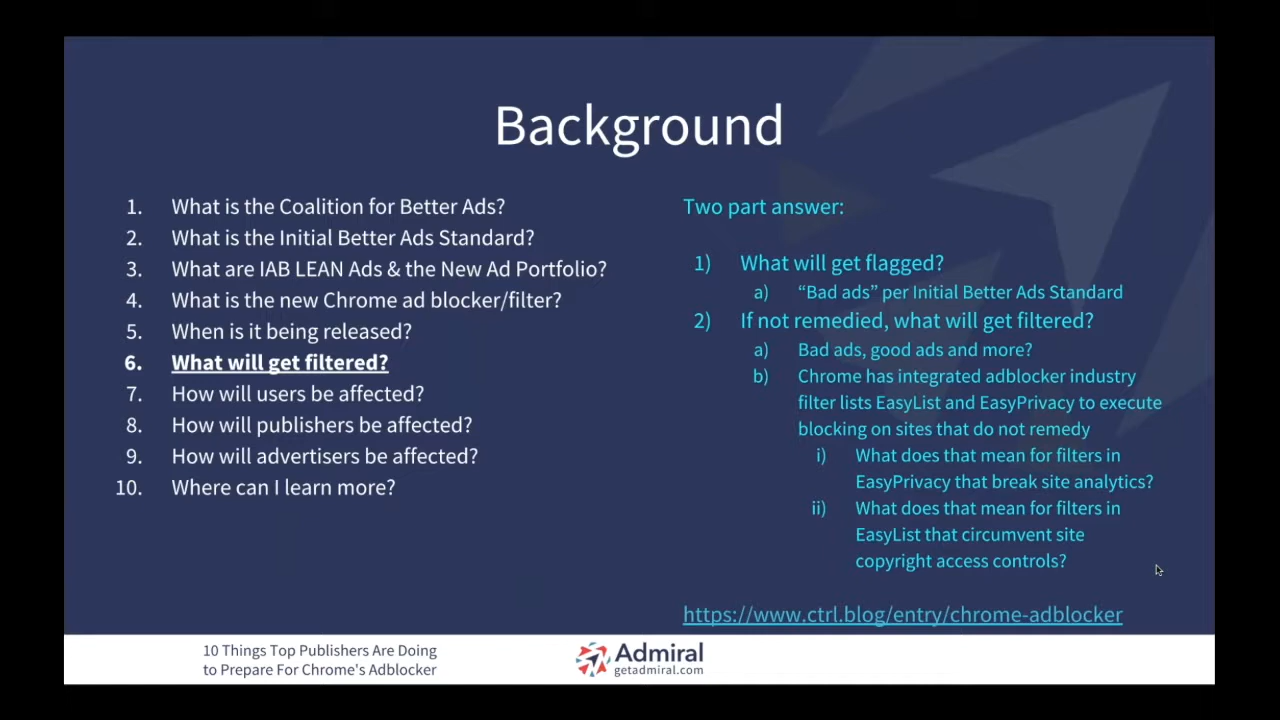 Background
1. What is the Coalition for Better Ads?
2. What is the Initial Better Ads Standard?
3. What are IAB LEAN Ads & the New Ad Portfolio?
4. What is the new Chrome ad blocker/filter?
5. When is it being released?
6. What will get filtered?
7. How will users be affected?
8. How will publishers be affected?
9. How will advertisers be affected?
10. Where can I learn more?
Two part answer:
1) What will get flagged?
a) “Bad ads” per Initial Better Ads Standard
2) If not remedied, what will get filtered?
a) Bad ads, good ads and more?
b) Chrome has integrated adblocker industry
filter lists EasyList and EasyPrivacy to execute
blocking on sites that do not remedy
i) What does that mean for filters in
EasyPrivacy that break site analytics?
ii) What does that mean for filters in
EasyList that circumvent site
copyright access controls?
https://www.ctrl.blog/entry/chrome-adblocker
10 Things Top Publishers Are Doing
to Prepare For Chrome's Adblocker
Admiral
getadmiral.com